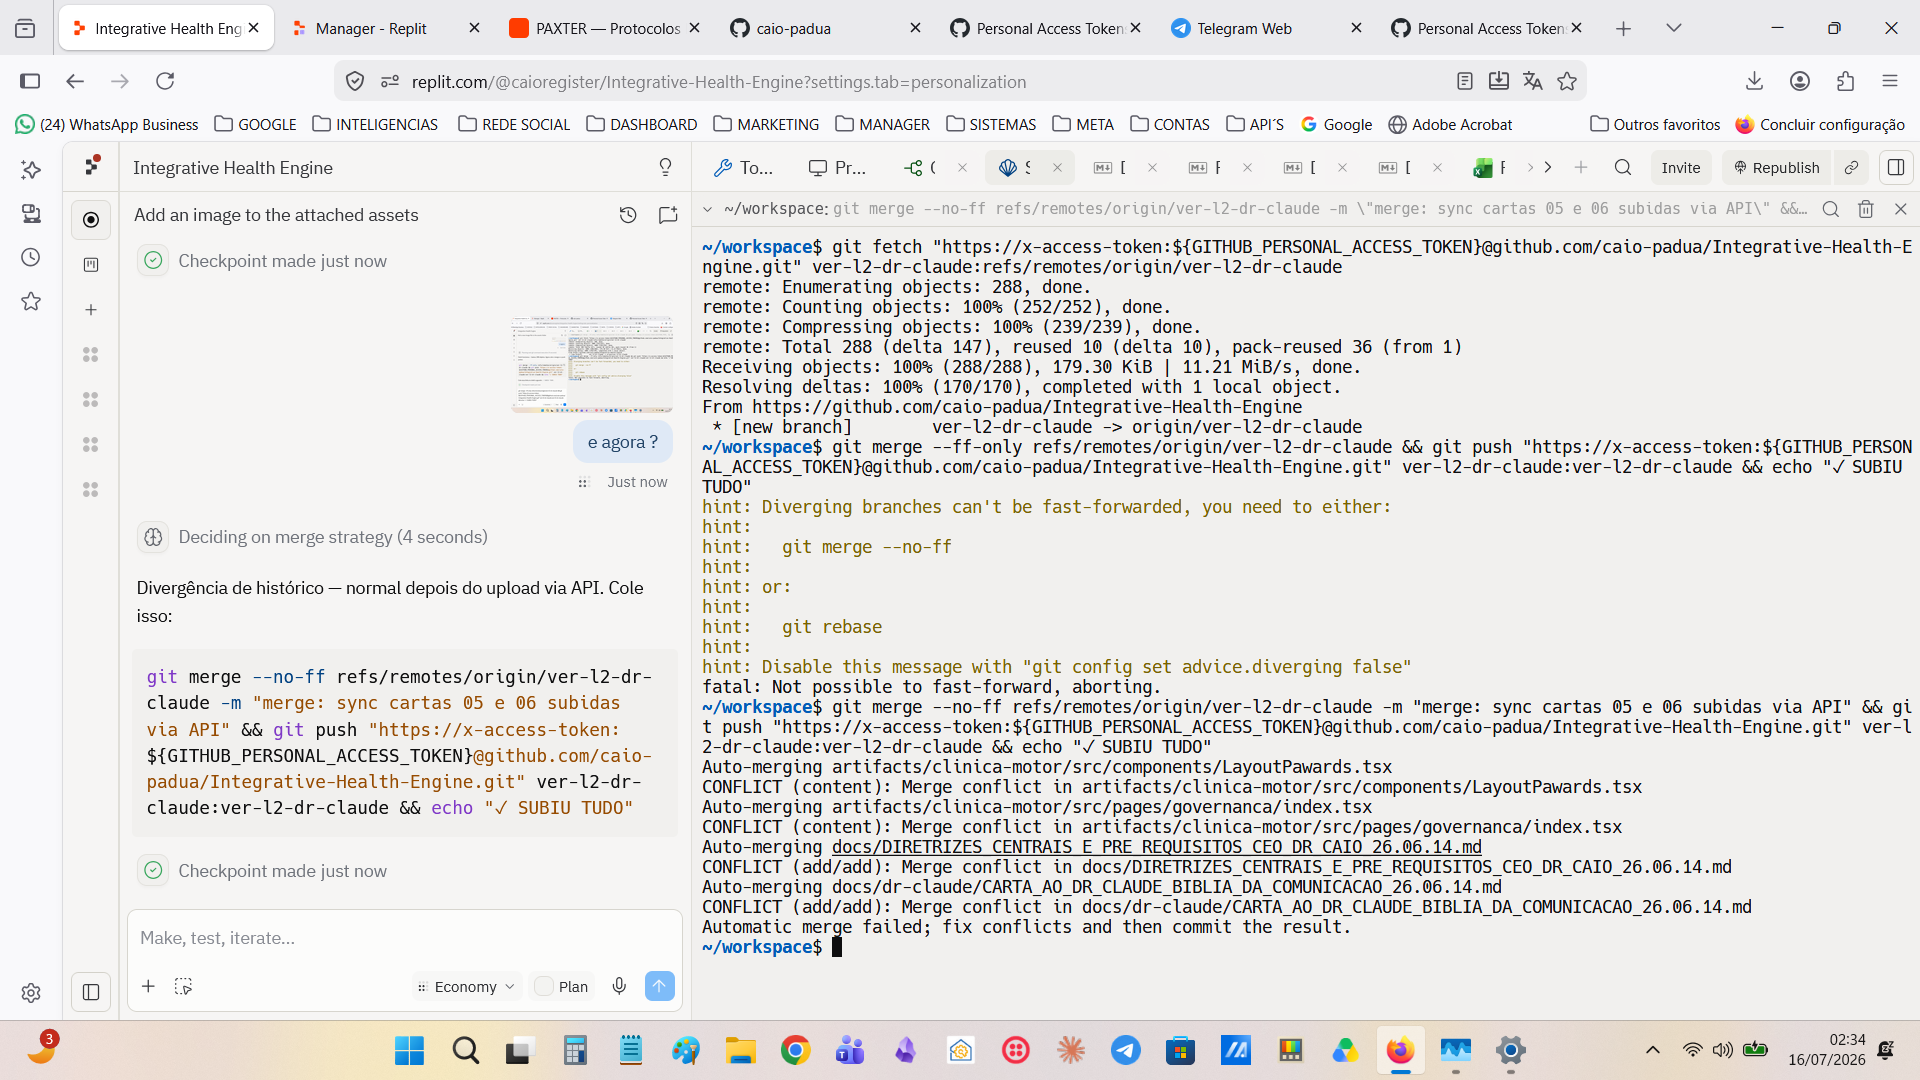 Integrative Health Eng
Manager - Replit
PAXTER — Protocolos
caio-padua
Personal Access Token
Telegram Web
Personal Access Token
replit.com/@caioregister/Integrative-Health-Engine?settings.tab=personalization
(24) WhatsApp Business
GOOGLE
INTELIGENCIAS
REDE SOCIAL
DASHBOARD
MARKETING
MANAGER
SISTEMAS
META
CONTAS
API´S
Google
Adobe Acrobat
Outros favoritos
Concluir configuração
Integrative Health Engine
To...
Pr...
Invite
Republish
Add an image to the attached assets
Checkpoint made just now
e agora ?
Just now
Deciding on merge strategy (4 seconds)
Divergência de histórico — normal depois do upload via API. Cole
isso:
git merge --no-ff refs/remotes/origin/ver-l2-dr-
claude -m "merge: sync cartas 05 e 06 subidas
via API" && git push "https://x-access-token:
${GITHUB_PERSONAL_ACCESS_TOKEN}@github.com/caio-
padua/Integrative-Health-Engine.git" ver-l2-dr-
claude:ver-l2-dr-claude && echo "✓ SUBIU TUDO"
Checkpoint made just now
Make, test, iterate...
Economy
Plan
~/workspace: git merge --no-ff refs/remotes/origin/ver-l2-dr-claude -m \"merge: sync cartas 05 e 06 subidas via API\" &&...
~/workspace$ git fetch "https://x-access-token:${GITHUB_PERSONAL_ACCESS_TOKEN}@github.com/caio-padua/Integrative-Health-E
ngine.git" ver-l2-dr-claude:refs/remotes/origin/ver-l2-dr-claude
remote: Enumerating objects: 288, done.
remote: Counting objects: 100% (252/252), done.
remote: Compressing objects: 100% (239/239), done.
remote: Total 288 (delta 147), reused 10 (delta 10), pack-reused 36 (from 1)
Receiving objects: 100% (288/288), 179.30 KiB | 11.21 MiB/s, done.
Resolving deltas: 100% (170/170), completed with 1 local object.
From https://github.com/caio-padua/Integrative-Health-Engine
* [new branch] ver-l2-dr-claude -> origin/ver-l2-dr-claude
~/workspace$ git merge --ff-only refs/remotes/origin/ver-l2-dr-claude && git push "https://x-access-token:${GITHUB_PERSON
AL_ACCESS_TOKEN}@github.com/caio-padua/Integrative-Health-Engine.git" ver-l2-dr-claude:ver-l2-dr-claude && echo "✓ SUBIU
TUDO"
hint: Diverging branches can't be fast-forwarded, you need to either:
hint:
hint: git merge --no-ff
hint:
hint: or:
hint:
hint: git rebase
hint:
hint: Disable this message with "git config set advice.diverging false"
fatal: Not possible to fast-forward, aborting.
~/workspace$ git merge --no-ff refs/remotes/origin/ver-l2-dr-claude -m "merge: sync cartas 05 e 06 subidas via API" && gi
t push "https://x-access-token:${GITHUB_PERSONAL_ACCESS_TOKEN}@github.com/caio-padua/Integrative-Health-Engine.git" ver-l
2-dr-claude:ver-l2-dr-claude && echo "✓ SUBIU TUDO"
Auto-merging artifacts/clinica-motor/src/components/LayoutPawards.tsx
CONFLICT (content): Merge conflict in artifacts/clinica-motor/src/components/LayoutPawards.tsx
Auto-merging artifacts/clinica-motor/src/pages/governanca/index.tsx
CONFLICT (content): Merge conflict in artifacts/clinica-motor/src/pages/governanca/index.tsx
Auto-merging docs/DIRETRIZES_CENTRAIS_E_PRE_REQUISITOS_CEO_DR_CAIO_26.06.14.md
CONFLICT (add/add): Merge conflict in docs/DIRETRIZES_CENTRAIS_E_PRE_REQUISITOS_CEO_DR_CAIO_26.06.14.md
Auto-merging docs/dr-claude/CARTA_AO_DR_CLAUDE_BIBLIA_DA_COMUNICACAO_26.06.14.md
CONFLICT (add/add): Merge conflict in docs/dr-claude/CARTA_AO_DR_CLAUDE_BIBLIA_DA_COMUNICACAO_26.06.14.md
Automatic merge failed; fix conflicts and then commit the result.
~/workspace$
3
02:34
16/07/2026